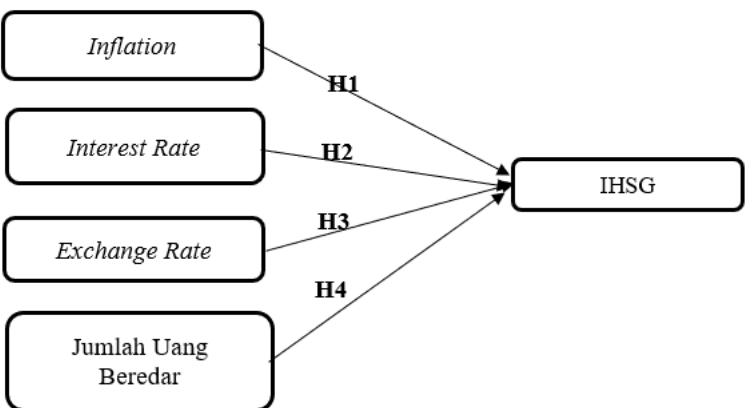 Inflation
H1
Interest Rate
H2
IHSG
H3
Exchange Rate
H4
Jumlah Uang
Beredar